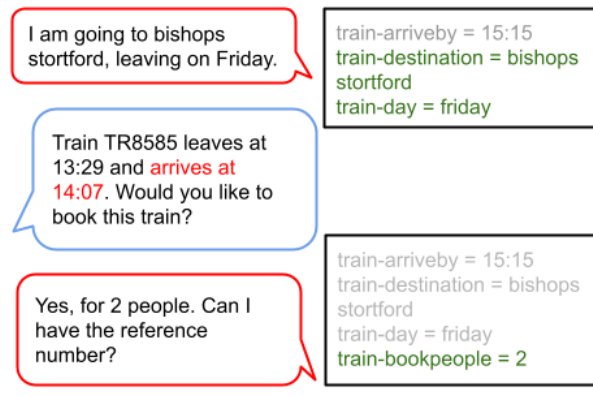 I am going to bishops
stortford, leaving on Friday.
train-arriveby = 15:15
train-destination = bishops
stortford
train-day = friday
Train TR8585 leaves at
13:29 and arrives at
14:07. Would you like to
book this train?
Yes, for 2 people. Can I
have the reference
number?
train-arriveby = 15:15
train-destination = bishops
stortford
train-day = friday
train-bookpeople = 2